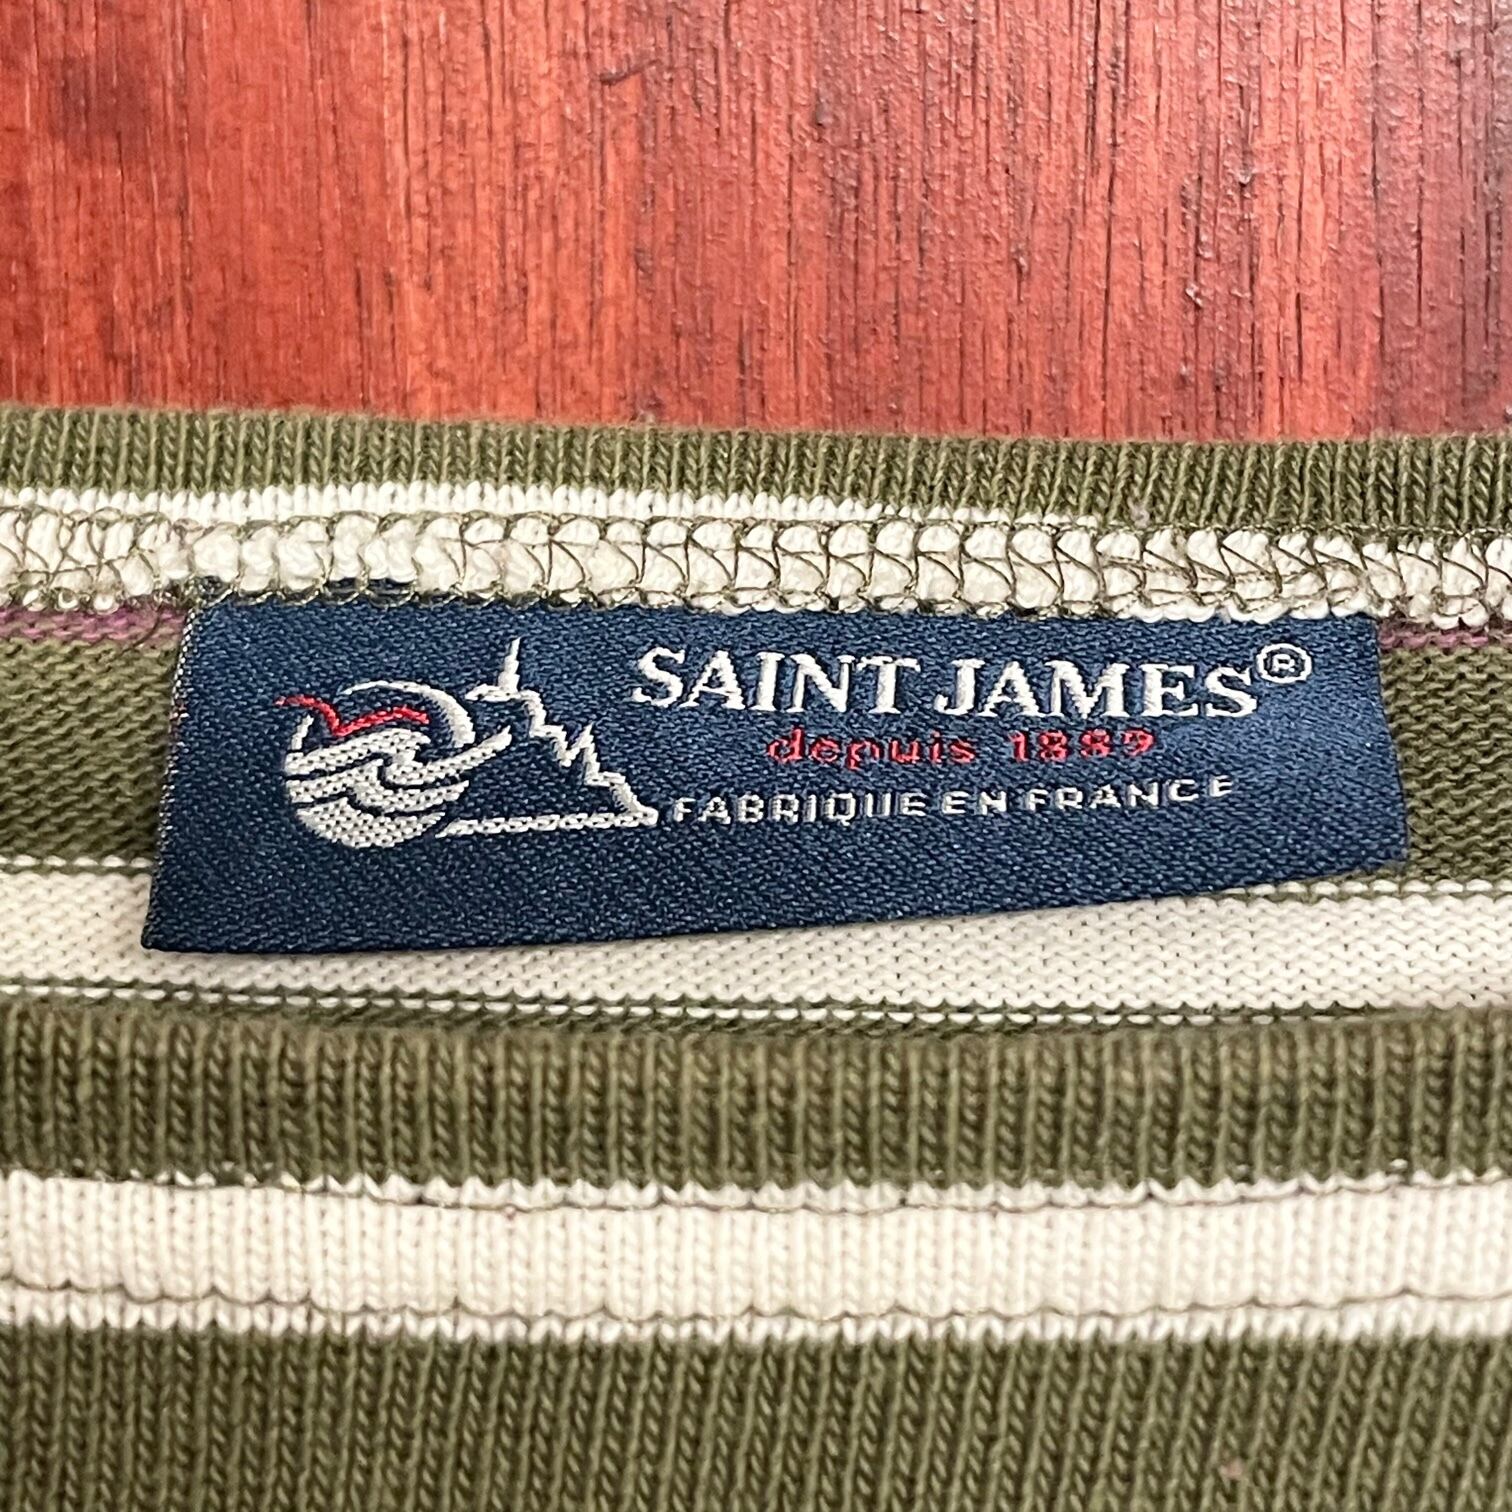 SAINT JAMES®
depuis 1889
FABRIQUE EN FRANCE